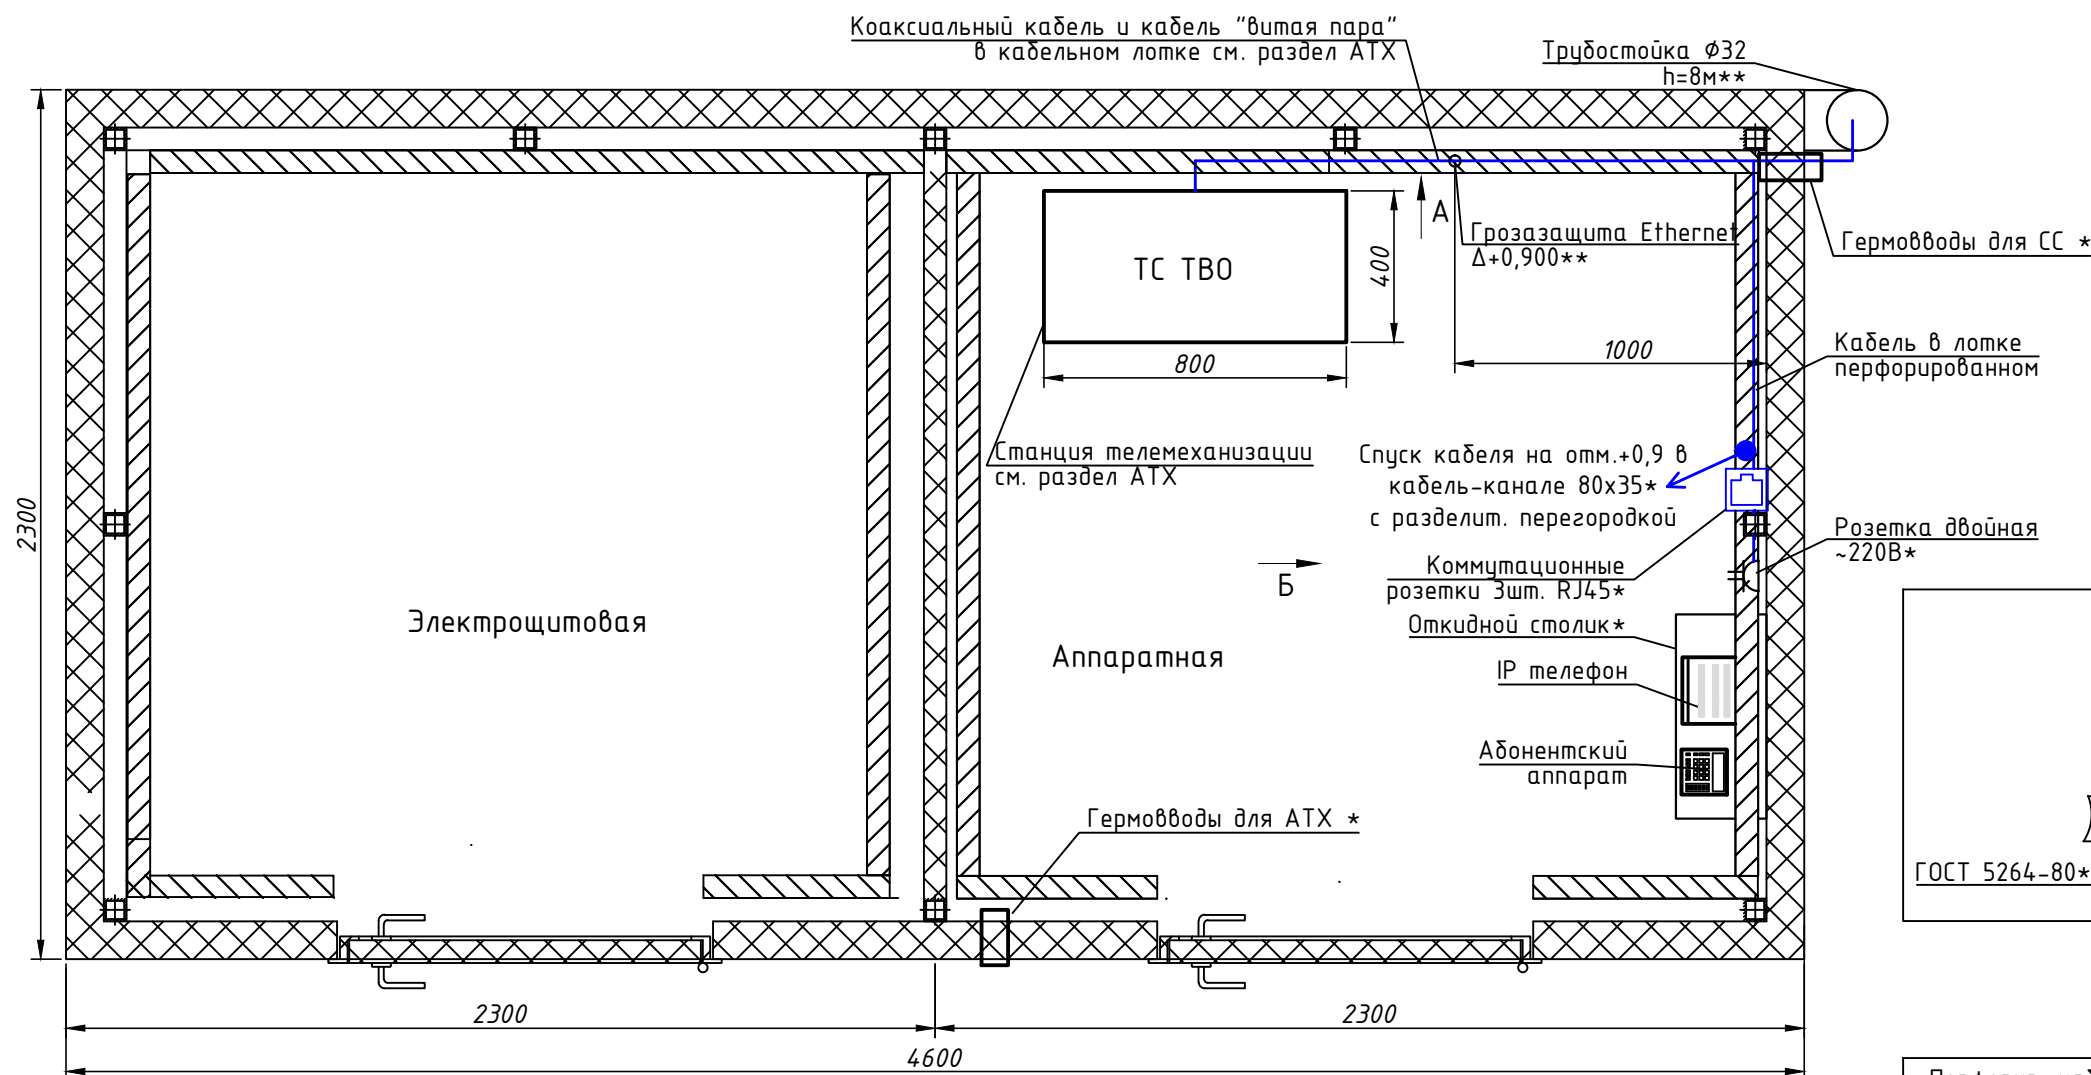 Коаксиальный кабель и кабель "витая пара"
в кабельном лотке см. раздел АТХ
Трубостойка Ф32
h=8м**
А
Грозазащита Ethernet
Δ+0,900**
Гермовводы для СС *
ТС ТВО
400
800
1000
Кабель в лотке
перфорированном
Станция телемеханизации
см. раздел АТХ
Спуск кабеля на отм.+0,9 в
кабель-канале 80х35*
с разделит. перегородкой
2300
Розетка двойная
~220В*
Коммутационные
розетки 3шт. RJ45*
Б
Электрощитовая
Откидной столик*
Аппаратная
IP телефон
Абонентский
аппарат
Гермовводы для АТХ *
ГОСТ 5264-80*
2300
2300
4600